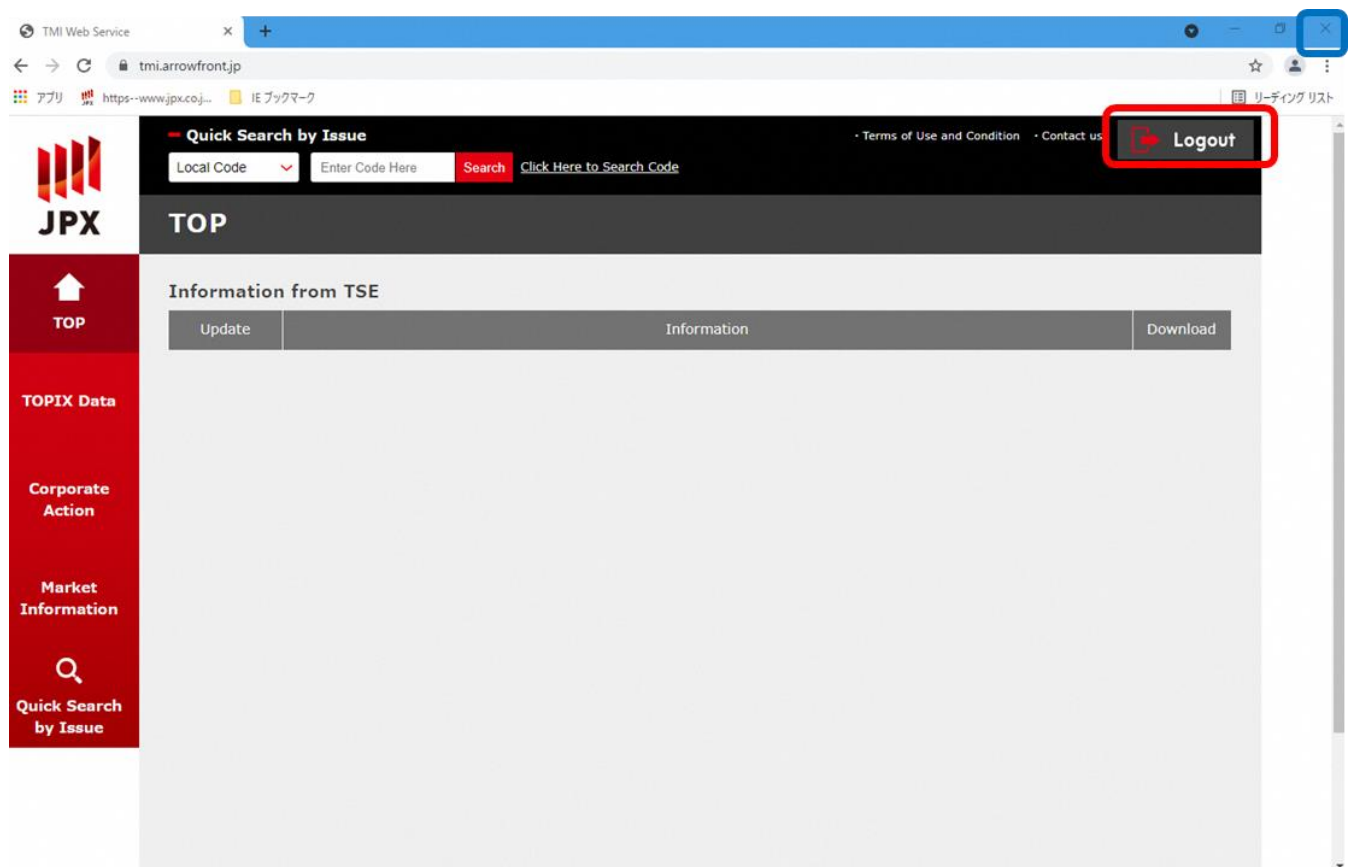 TMI Web Service
tmi.arrowfront.jp
アプリ https--www.jpx.co.j... IE ブックマーク リーディング リスト
Quick Search by Issue ・Terms of Use and Condition ・Contact us Logout
Local Code Enter Code Here Search Click Here to Search Code
JPX
TOP
Information from TSE
Update Information Download
TOP
TOPIX Data
Corporate
Action
Market
Information
Quick Search
by Issue